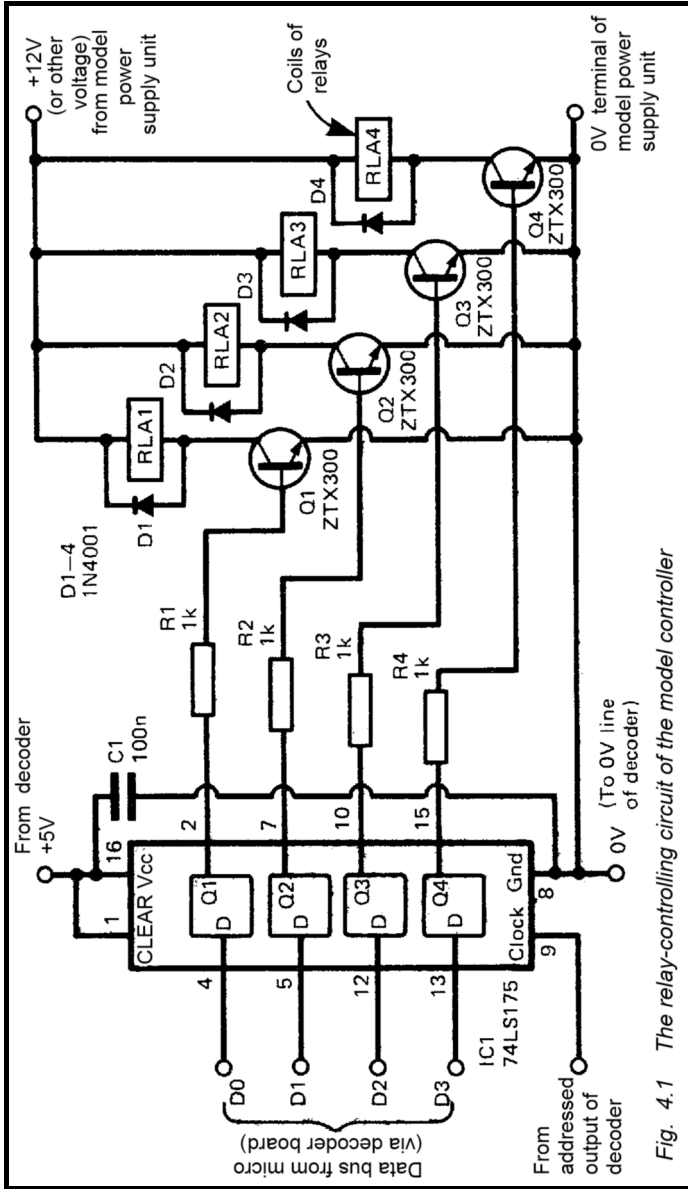 From decoder
+5V
C1
100n
+12V
(or other
voltage)
from model
power
supply unit
D1–4
1N4001
D1
RLA1
D2
RLA2
D3
RLA3
D4
RLA4
Coils of
relays
1
16
CLEAR Vcc
Data bus from micro
(via decoder board)
D0
4
D
Q1
2
R1
1k
Q1
ZTX300
D1
5
D
Q2
7
R2
1k
Q2
ZTX300
D2
12
D
Q3
10
R3
1k
Q3
ZTX300
D3
13
D
Q4
15
R4
1k
Q4
ZTX300
IC1
74LS175
Clock Gnd
9
8
From
addressed
output of
decoder
0V (To 0V line
of decoder)
0V terminal of
model power
supply unit
Fig. 4.1 The relay-controlling circuit of the model controller